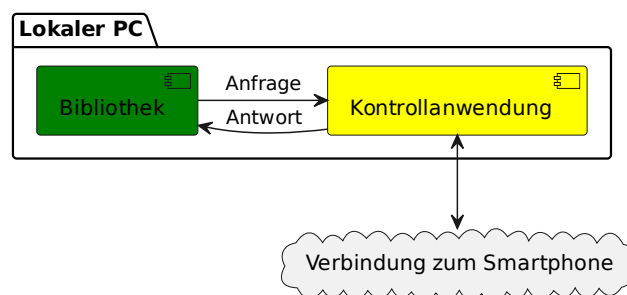 Lokaler PC
Anfrage
Bibliothek
Kontrollanwendung
Antwort
Verbindung zum Smartphone